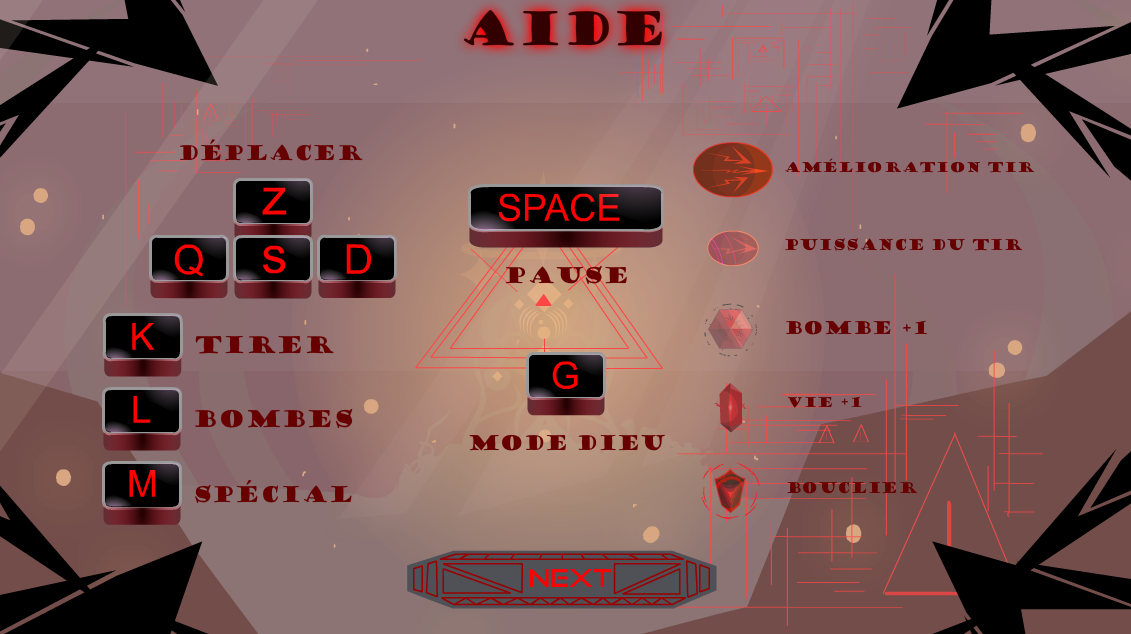 AIDE
DÉPLACER
Z
Q S D
K TIRER
L BOMBES
M SPÉCIAL
SPACE
PAUSE
G
MODE DIEU
AMÉLIORATION TIR
PUISSANCE DU TIR
BOMBE +1
VIE +1
BOUCLIER
NEXT